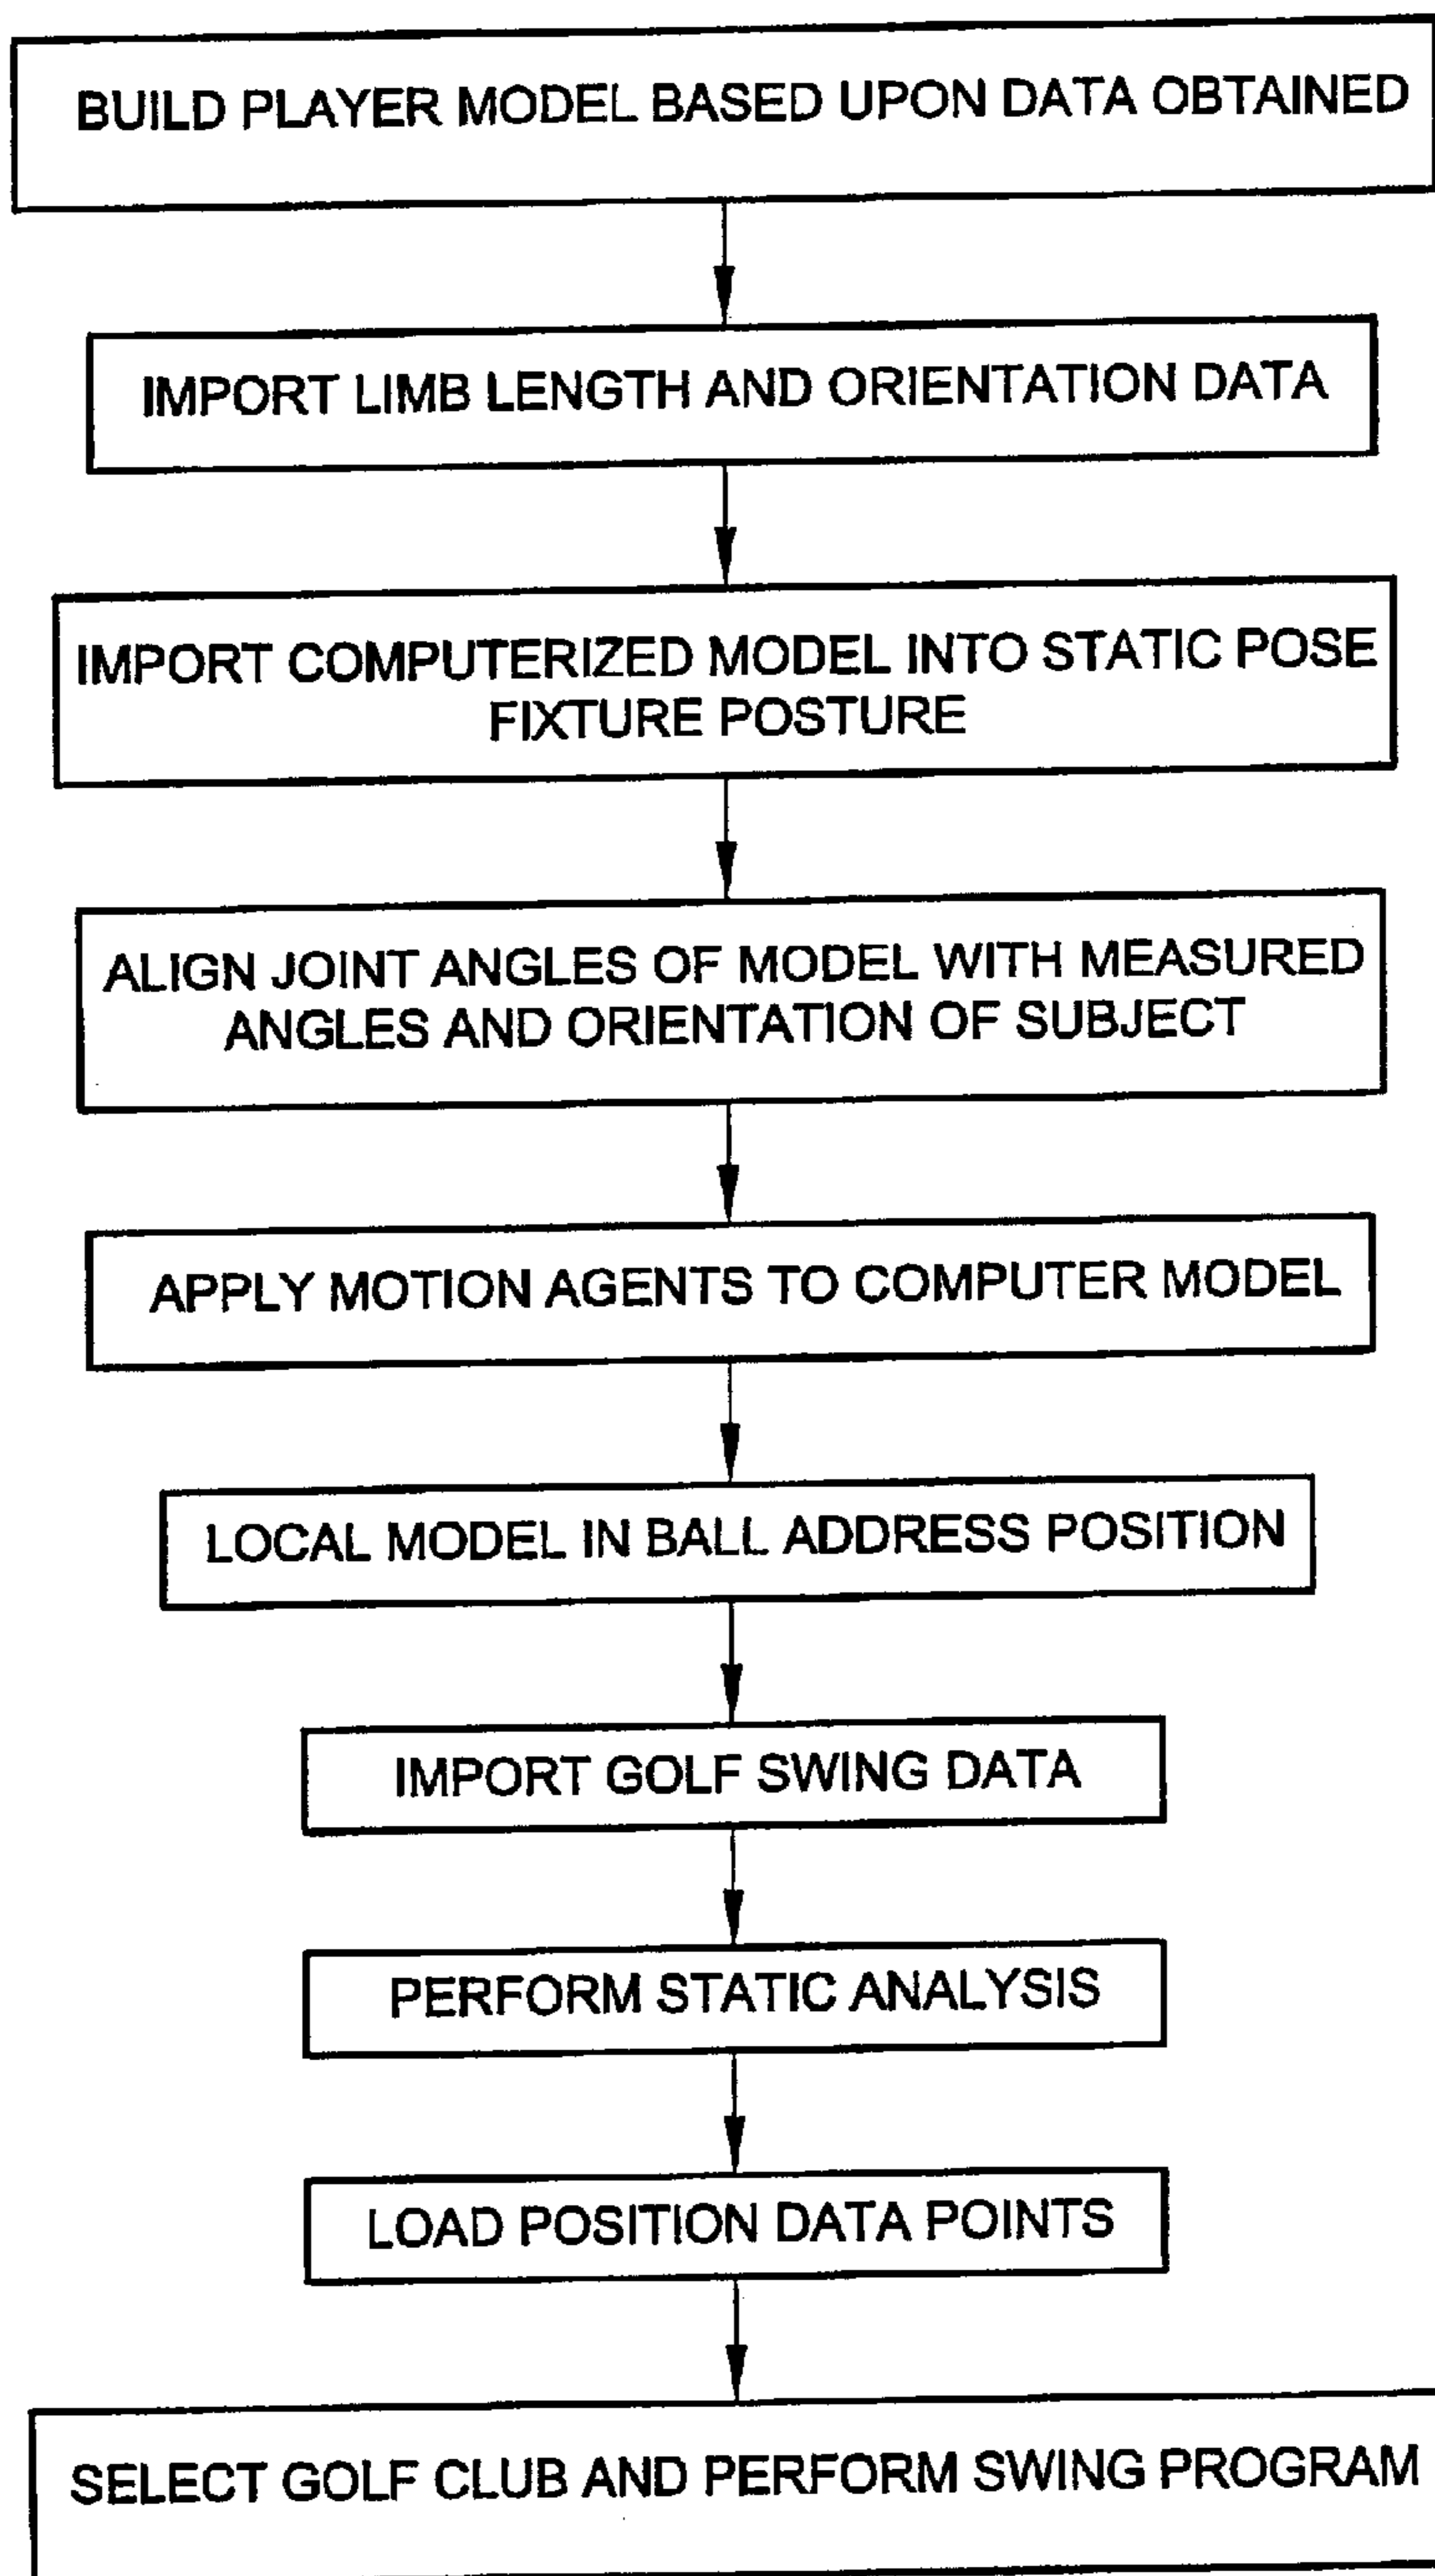 BUILD PLAYER MODEL BASED UPON DATA OBTAINED
IMPORT LIMB LENGTH AND ORIENTATION DATA
IMPORT COMPUTERIZED MODEL INTO STATIC POSE
FIXTURE POSTURE
ALIGN JOINT ANGLES OF MODEL WITH MEASURED
ANGLES AND ORIENTATION OF SUBJECT
APPLY MOTION AGENTS TO COMPUTER MODEL
LOCAL MODEL IN BALL ADDRESS POSITION
IMPORT GOLF SWING DATA
PERFORM STATIC ANALYSIS
LOAD POSITION DATA POINTS
SELECT GOLF CLUB AND PERFORM SWING PROGRAM